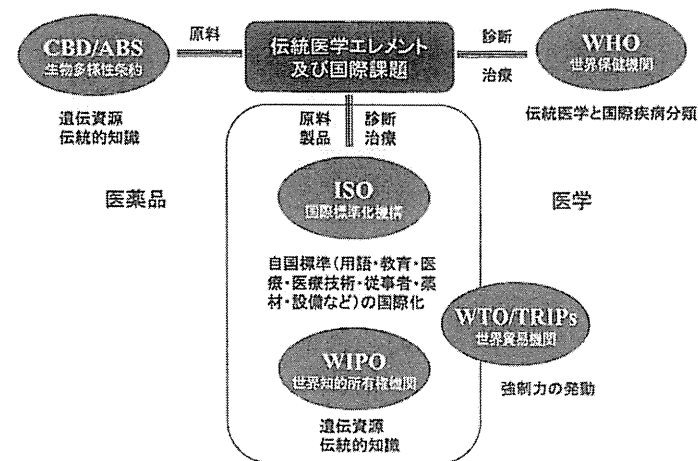 CBD/ABS
生物多様性条約
原料
伝統医学エレメント
及び国際課題
診断
治療
WHO
世界保健機関
遺伝資源
伝統的知識
原料
製品
診断
治療
伝統医学と国際疾病分類
医薬品
ISO
国際標準化機構
医学
自国標準(用語・教育・医
療・医療技術・従事者・薬
材・設備など)の国際化
WTO/TRIPs
世界貿易機関
WIPO
世界知的所有権機関
強制力の発動
遺伝資源
伝統的知識